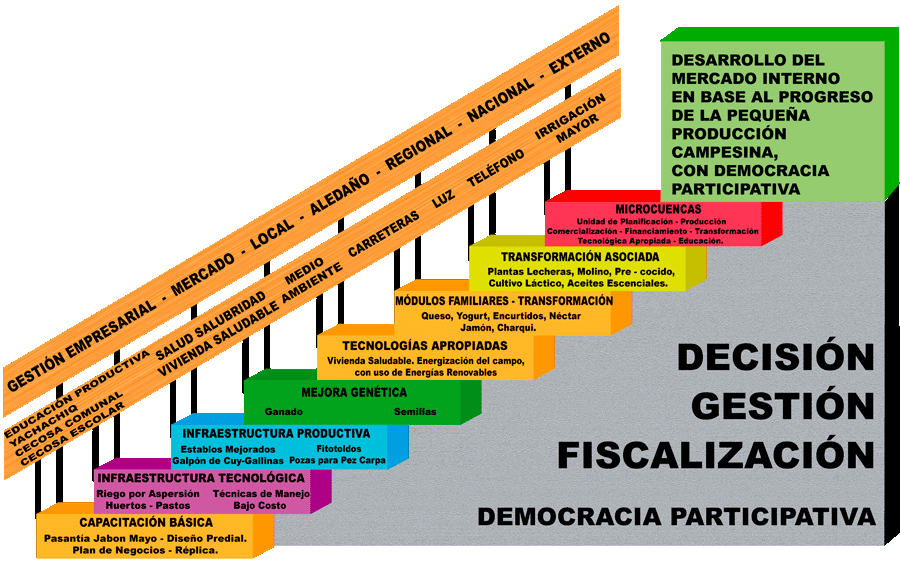 GESTIÓN EMPRESARIAL - MERCADO - LOCAL - ALEDAÑO - REGIONAL - NACIONAL - EXTERNO
EDUCACIÓN PRODUCTIVA
YACHACHIQ
CECOSA COMUNAL
CECOSA ESCOLAR
SALUD SALUBRIDAD
VIVIENDA SALUDABLE
MEDIO
AMBIENTE
CARRETERAS
LUZ
TELÉFONO
IRRIGACIÓN
MAYOR
DESARROLLO DEL
MERCADO INTERNO
EN BASE AL PROGRESO
DE LA PEQUEÑA
PRODUCCIÓN
CAMPESINA,
CON DEMOCRACIA
PARTICIPATIVA
MICROCUENCAS
Unidad de Planificación - Producción
Comercialización - Financiamiento - Transformación
Tecnológica Apropiada - Educación.
TRANSFORMACIÓN ASOCIADA
Plantas Lecheras, Molino, Pre - cocido,
Cultivo Láctico, Aceites Escenciales.
MÓDULOS FAMILIARES - TRANSFORMACIÓN
Queso, Yogurt, Encurtidos, Néctar
Jamón, Charqui.
TECNOLOGÍAS APROPIADAS
Vivienda Saludable. Energización del campo,
con uso de Energías Renovables
MEJORA GENÉTICA
Ganado Semillas
INFRAESTRUCTURA PRODUCTIVA
Establos Mejorados Fitotoldos
Galpón de Cuy-Gallinas Pozas para Pez Carpa
INFRAESTRUCTURA TECNOLÓGICA
Riego por Aspersión Técnicas de Manejo
Huertos - Pastos Bajo Costo
CAPACITACIÓN BÁSICA
Pasantía Jabon Mayo - Diseño Predial.
Plan de Negocios - Réplica.
DECISIÓN
GESTIÓN
FISCALIZACIÓN
DEMOCRACIA PARTICIPATIVA